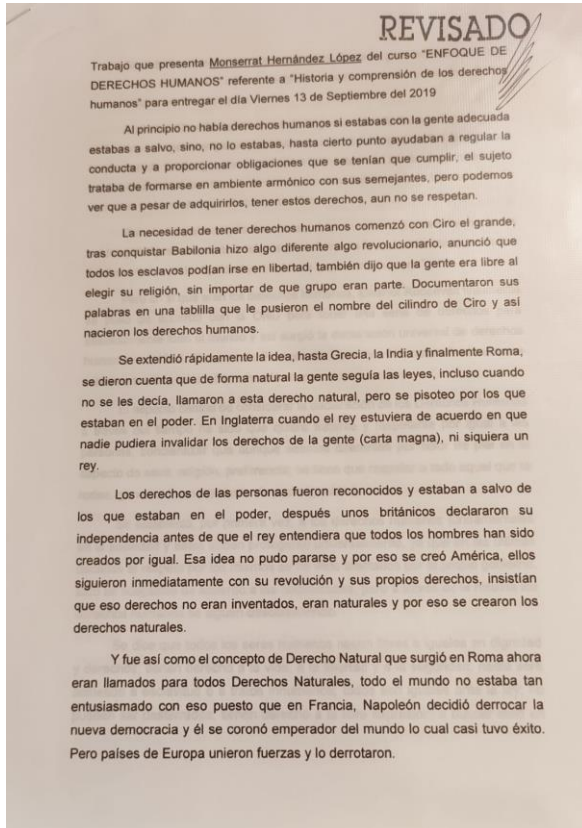 REVISADO
Trabajo que presenta Monserrat Hernández López del curso "ENFOQUE DE
DERECHOS HUMANOS" referente a "Historia y comprensión de los derechos
humanos" para entregar el día Viernes 13 de Septiembre del 2019
Al principio no había derechos humanos si estabas con la gente adecuada
estabas a salvo, sino, no lo estabas, hasta cierto punto ayudaban a regular la
conducta y a proporcionar obligaciones que se tenían que cumplir, el sujeto
trataba de formarse en ambiente armónico con sus semejantes, pero podemos
ver que a pesar de adquirirlos, tener estos derechos, aun no se respetan.
La necesidad de tener derechos humanos comenzó con Ciro el grande,
tras conquistar Babilonia hizo algo diferente algo revolucionario, anunció que
todos los esclavos podían irse en libertad, también dijo que la gente era libre al
elegir su religión, sin importar de que grupo eran parte. Documentaron sus
palabras en una tablilla que le pusieron el nombre del cilindro de Ciro y así
nacieron los derechos humanos.
Se extendió rápidamente la idea, hasta Grecia, la India y finalmente Roma,
se dieron cuenta que de forma natural la gente seguía las leyes, incluso cuando
no se les decía, llamaron a esta derecho natural, pero se pisoteo por los que
estaban en el poder. En Inglaterra cuando el rey estuviera de acuerdo en que
nadie pudiera invalidar los derechos de la gente (carta magna), ni siquiera un
rey.
Los derechos de las personas fueron reconocidos y estaban a salvo de
los que estaban en el poder, después unos británicos declararon su
independencia antes de que el rey entendiera que todos los hombres han sido
creados por igual. Esa idea no pudo pararse y por eso se creó América, ellos
siguieron inmediatamente con su revolución y sus propios derechos, insistían
que eso derechos no eran inventados, eran naturales y por eso se crearon los
derechos naturales.
Y fue así como el concepto de Derecho Natural que surgió en Roma ahora
eran llamados para todos Derechos Naturales, todo el mundo no estaba tan
entusiasmado con eso puesto que en Francia, Napoleón decidió derrocar la
nueva democracia y él se coronó emperador del mundo lo cual casi tuvo éxito.
Pero países de Europa unieron fuerzas y lo derrotaron.